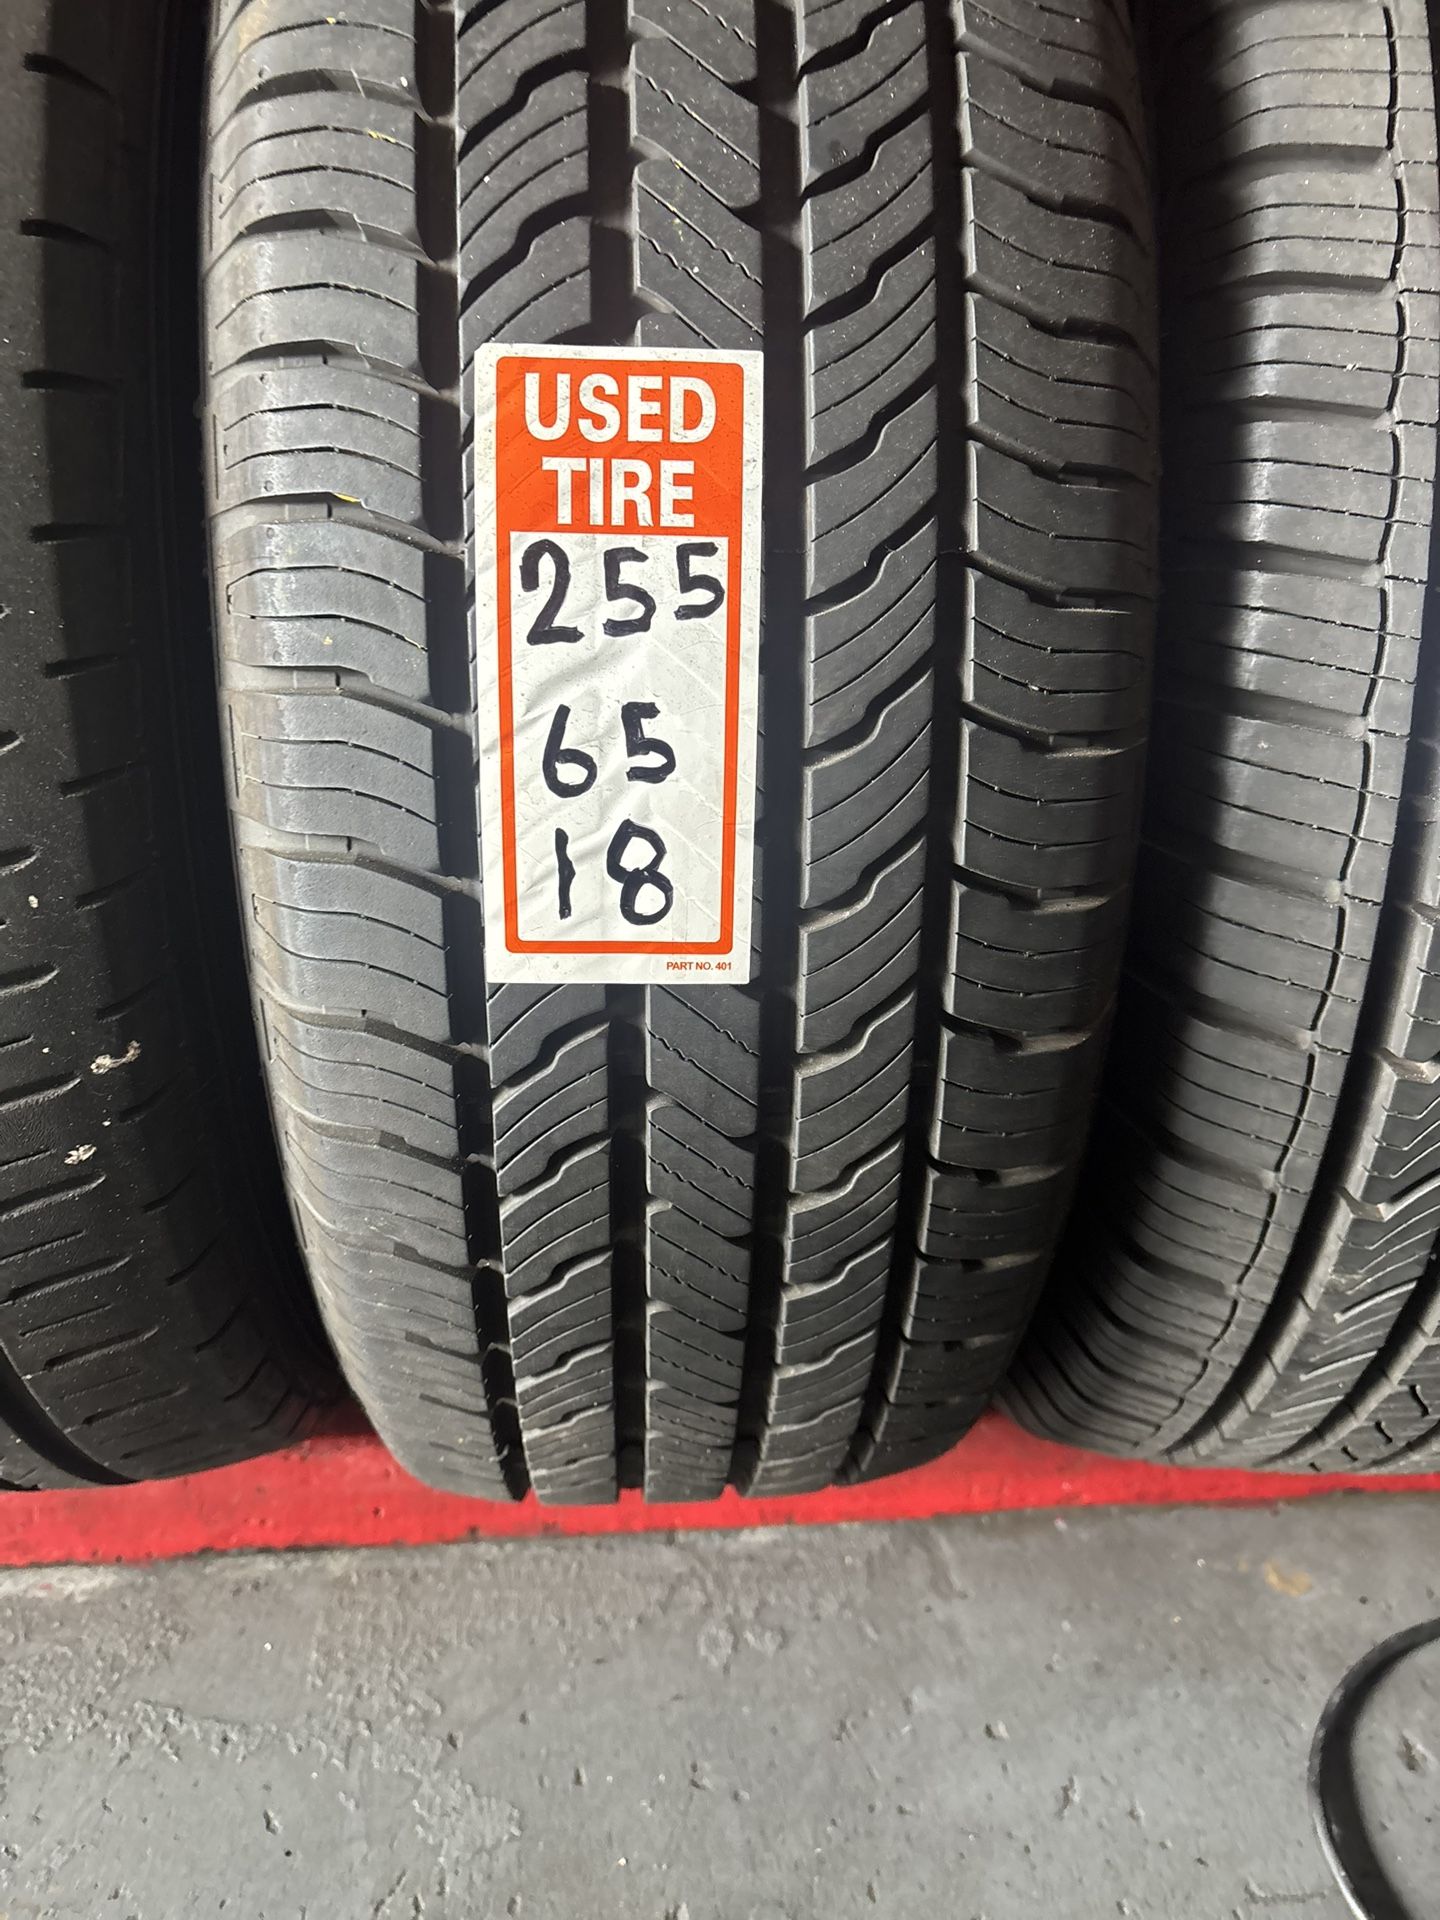 USED
TIRE
255
65
18
PART NO. 401